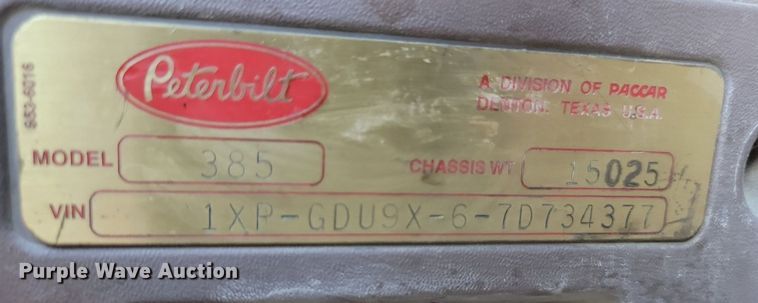 Peterbilt
A DIVISION OF PACCAR
DENTON, TEXAS U.S.A.
953-6016
MODEL 385
CHASSIS WT 15025
VIN 1XP-GDU9X-6-7D734377
Purple Wave Auction